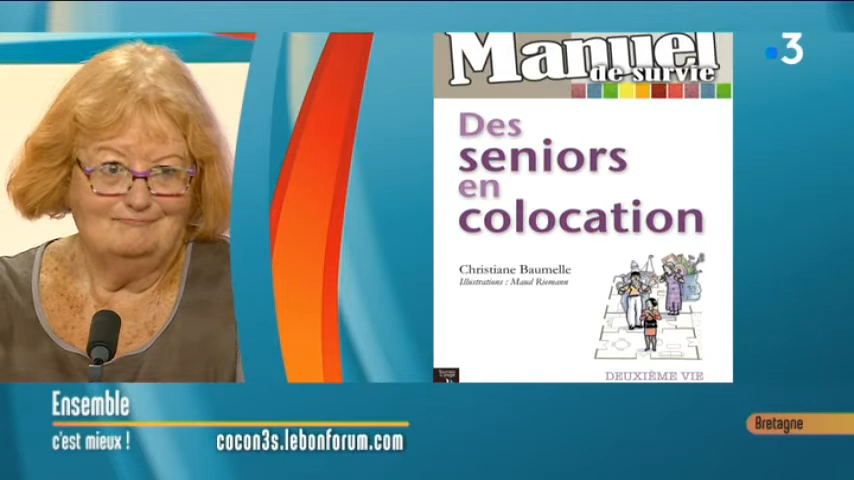 Manuel
de survie
3
Des
seniors
en
colocation
Christiane Baumelle
Illustrations : Maud Riemann
DEUXIÈME VIE
Ensemble
c'est mieux !
cocon3s.lebonforum.com
Bretagne